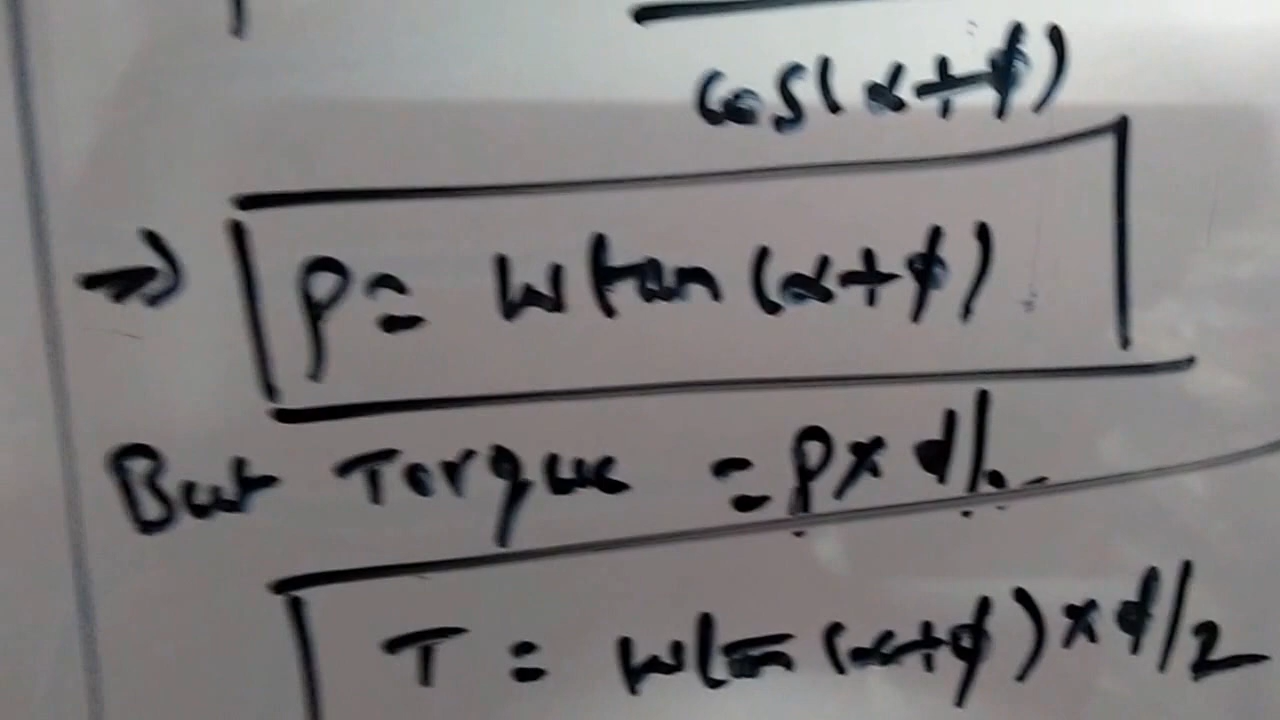 cos(α+ϕ)
⇒ P= W tan (α+ϕ)
But Torque = P× d/2
T = W tan (α+ϕ) × d/2